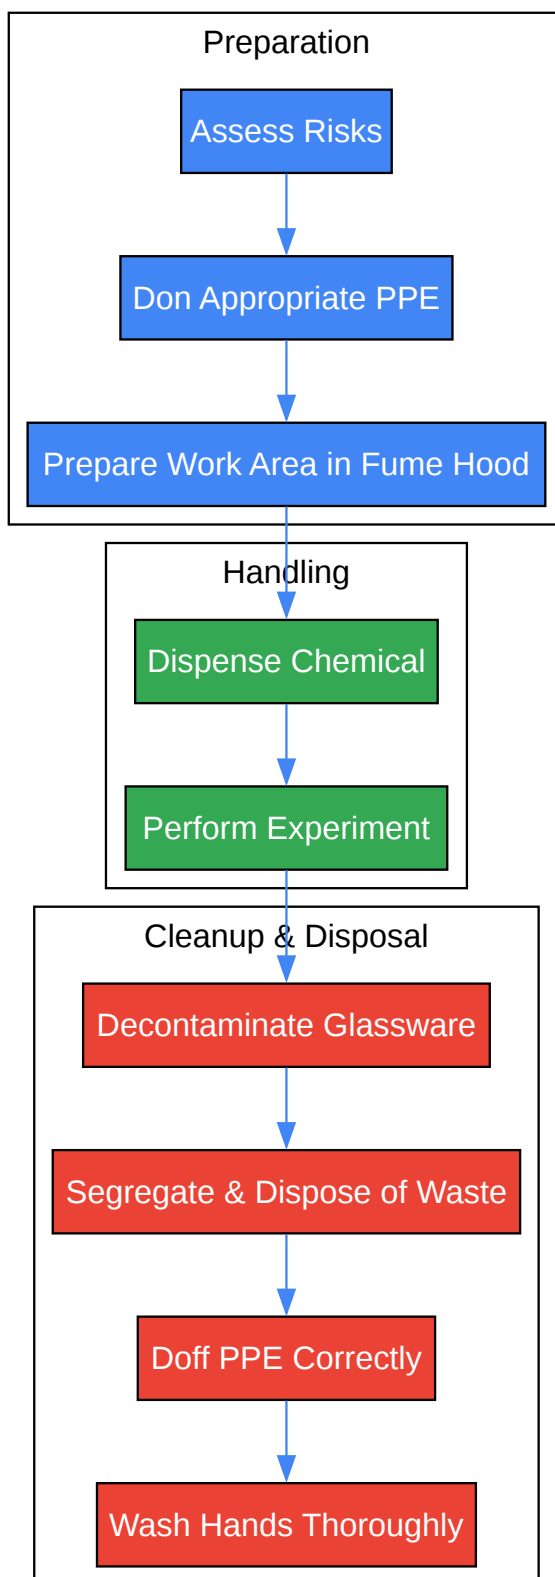 Preparation
Assess Risks
Don Appropriate PPE
Prepare Work Area in Fume Hood
Handling
Dispense Chemical
Perform Experiment
Cleanup & Disposal
Decontaminate Glassware
Segregate & Dispose of Waste
Doff PPE Correctly
Wash Hands Thoroughly